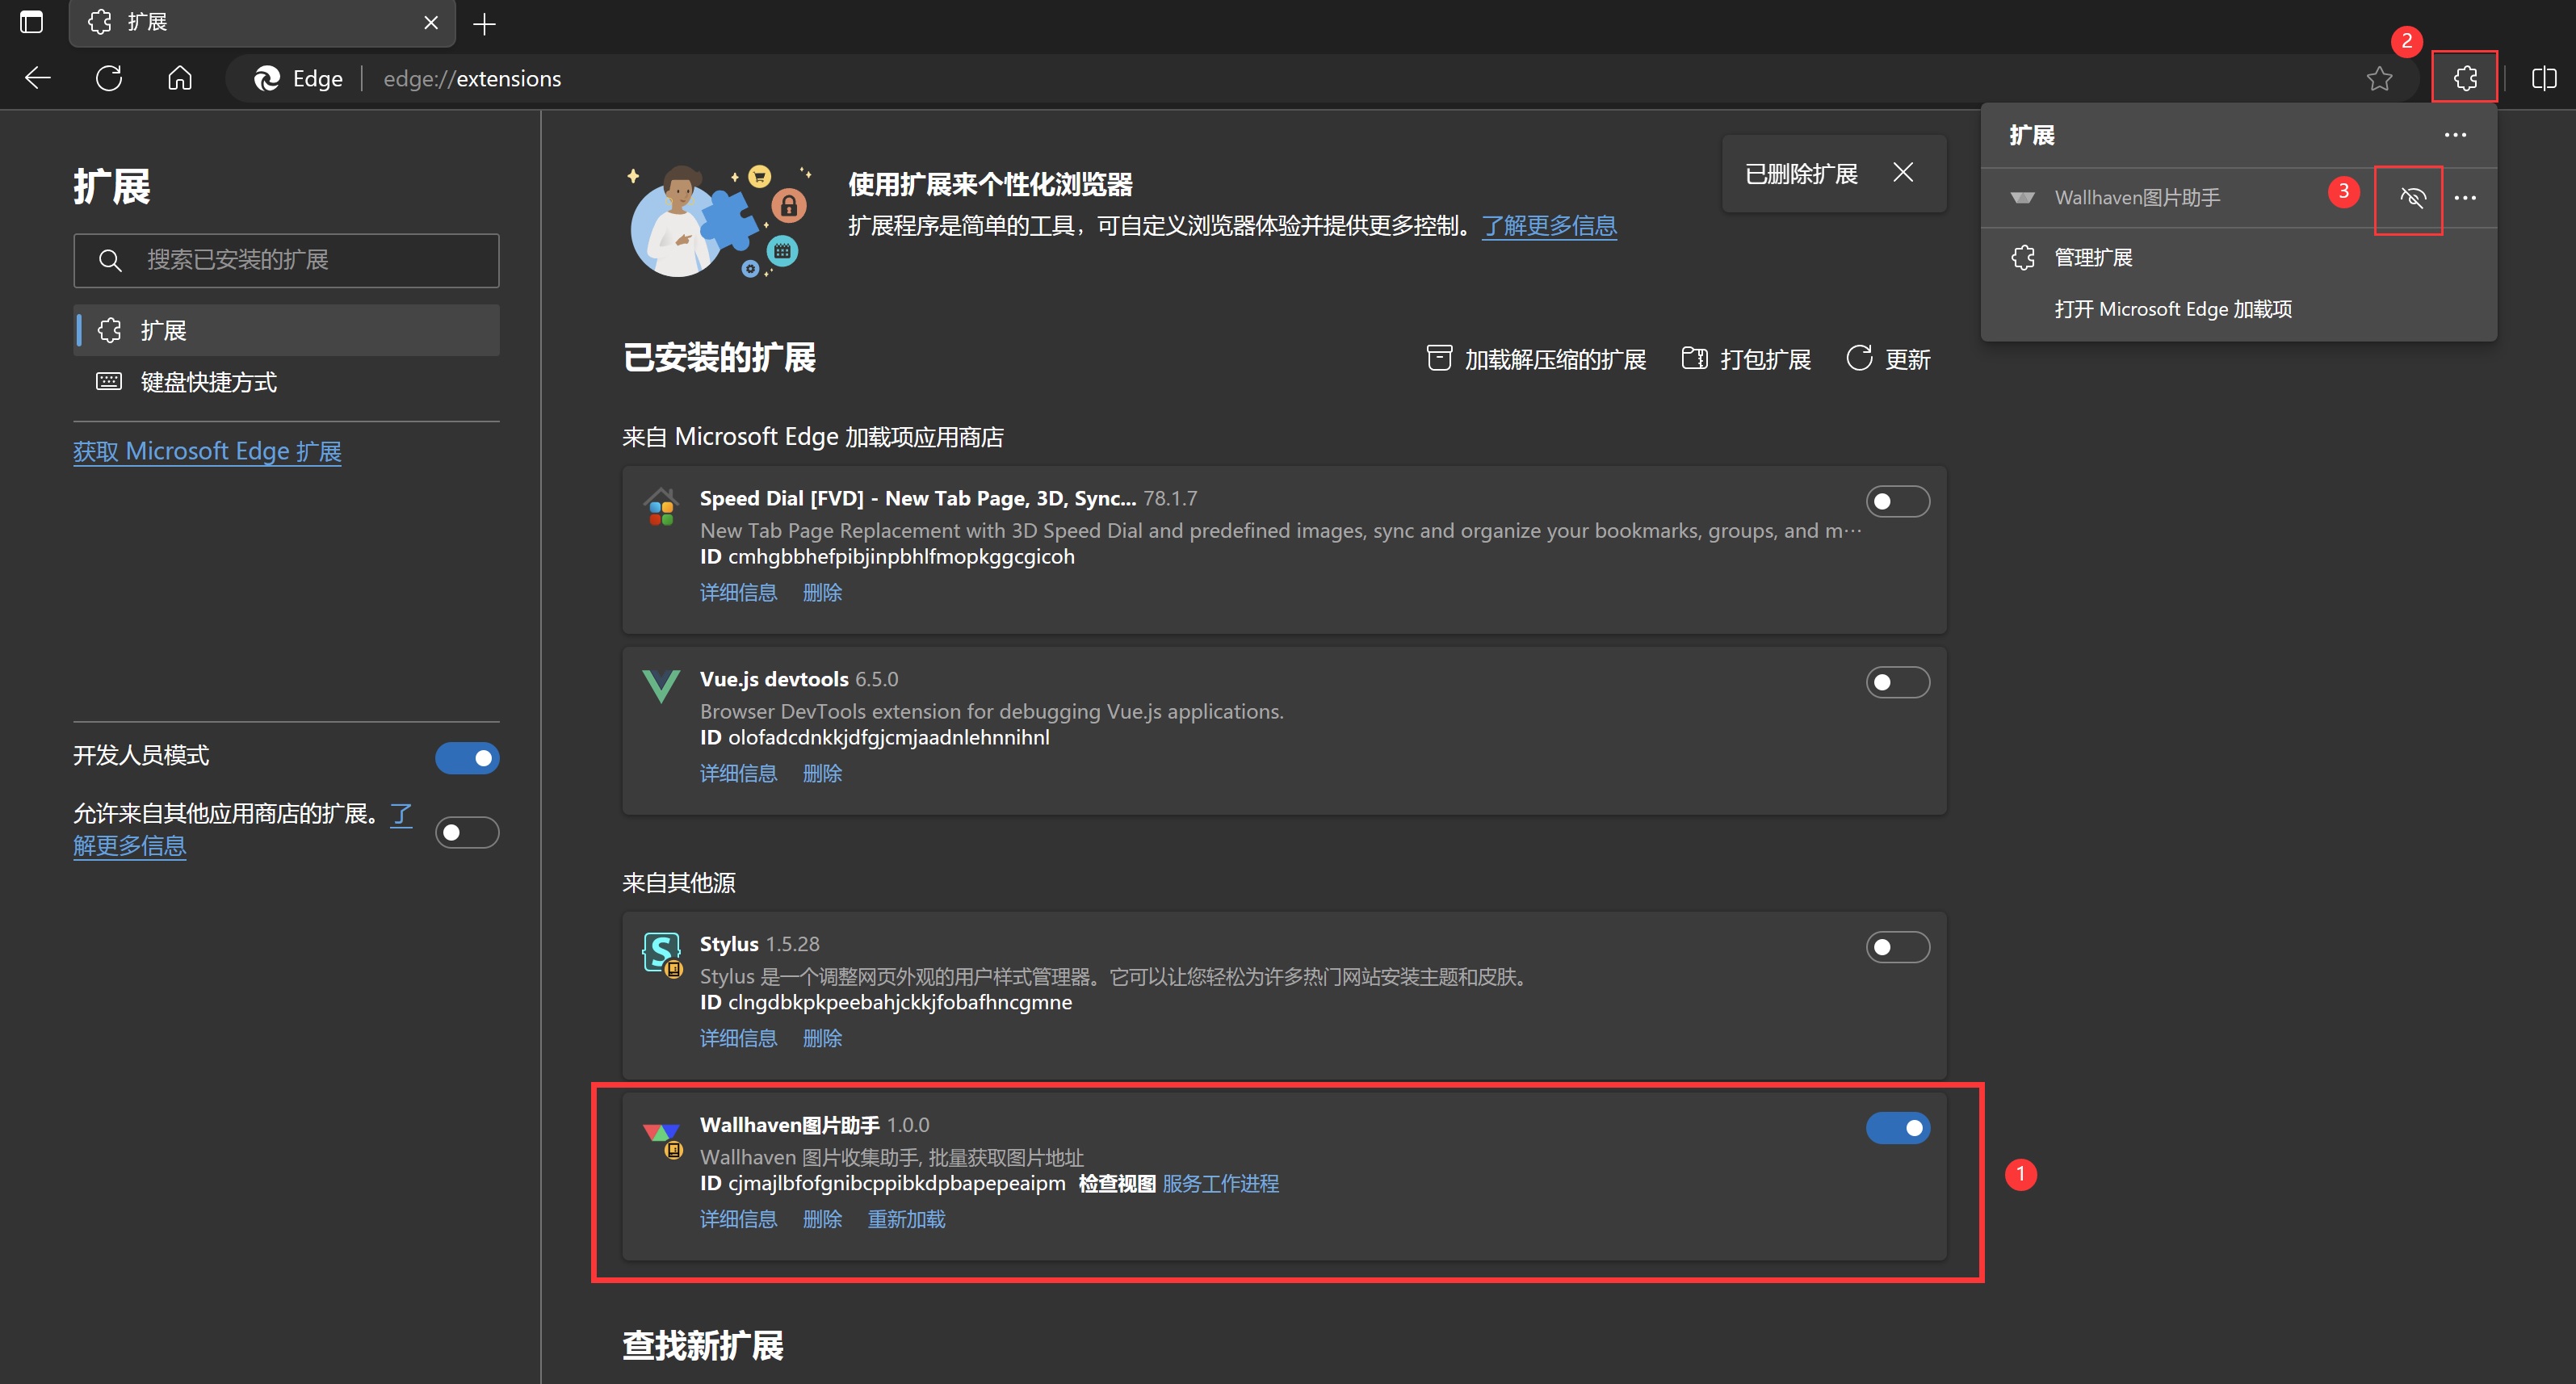 扩展
Edge
edge://extensions
2
扩展
Wallhaven图片助手
3
管理扩展
打开 Microsoft Edge 加载项
扩展
搜索已安装的扩展
扩展
键盘快捷方式
获取 Microsoft Edge 扩展
开发人员模式
允许来自其他应用商店的扩展。了
解更多信息
使用扩展来个性化浏览器
扩展程序是简单的工具，可自定义浏览器体验并提供更多控制。了解更多信息
已删除扩展
已安装的扩展
加载解压缩的扩展
打包扩展
更新
来自 Microsoft Edge 加载项应用商店
Speed Dial [FVD] - New Tab Page, 3D, Sync... 78.1.7
New Tab Page Replacement with 3D Speed Dial and predefined images, sync and organize your bookmarks, groups, and m…
ID cmhgbbhefpibjinpbhlfmopkggcgicoh
详细信息 删除
Vue.js devtools 6.5.0
Browser DevTools extension for debugging Vue.js applications.
ID olofadcdnkkjdfgjcmjaadnlehnnihnl
详细信息 删除
来自其他源
Stylus 1.5.28
Stylus 是一个调整网页外观的用户样式管理器。它可以让您轻松为许多热门网站安装主题和皮肤。
ID clngdbkpkpeebahjckkjfobafhncgmne
详细信息 删除
Wallhaven图片助手 1.0.0
Wallhaven 图片收集助手, 批量获取图片地址
ID cjmajlbfofgnibcppibkdpbapepeaipm 检查视图 服务工作进程
详细信息 删除 重新加载
1
查找新扩展